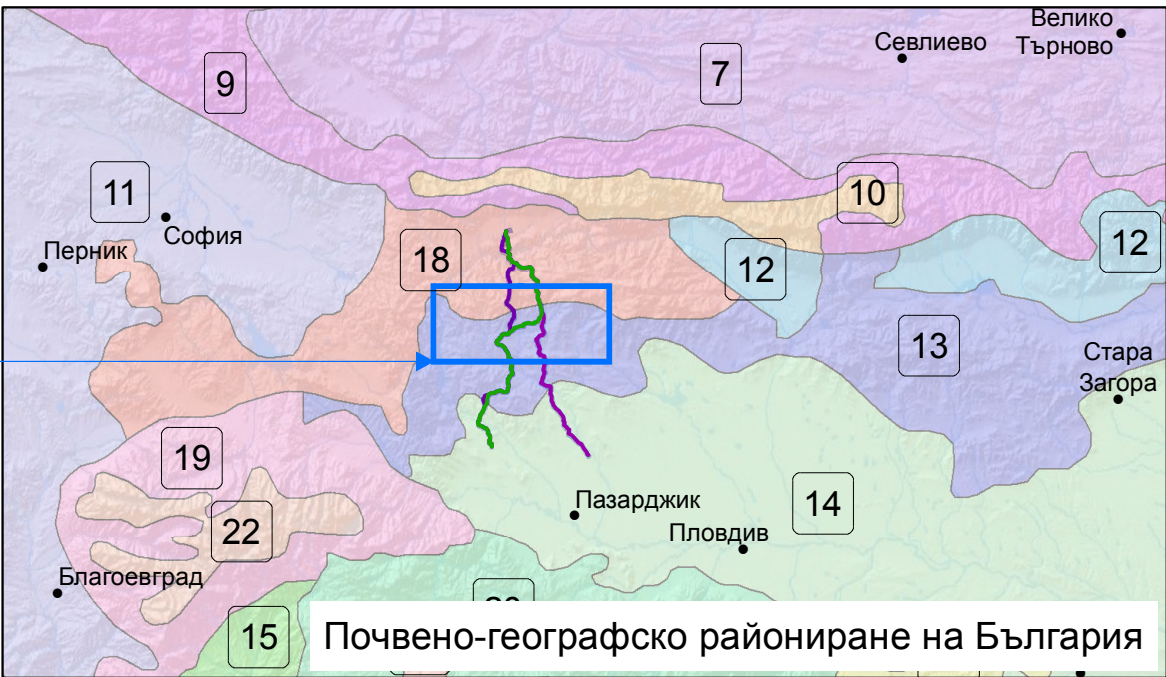 Велико
Търново
Севлиево
7
9
11
10
София
12
18
Перник
12
13
Стара
Загора
19
Пазарджик
14
22
Пловдив
Благоевград
15
Почвено-географско райониране на България